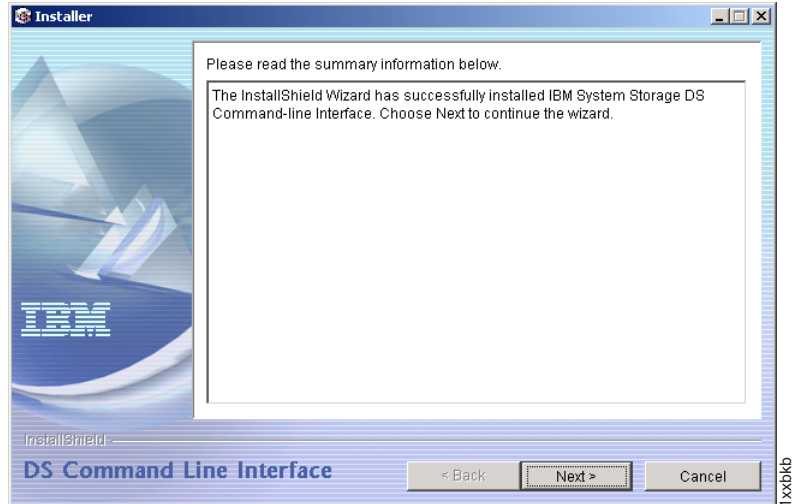 Installer
Please read the summary information below.
The InstallShield Wizard has successfully installed IBM System Storage DS
Command-line Interface. Choose Next to continue the wizard.
IBM
InstallShield
DS Command Line Interface
< Back
Next >
Cancel
lxxbkb